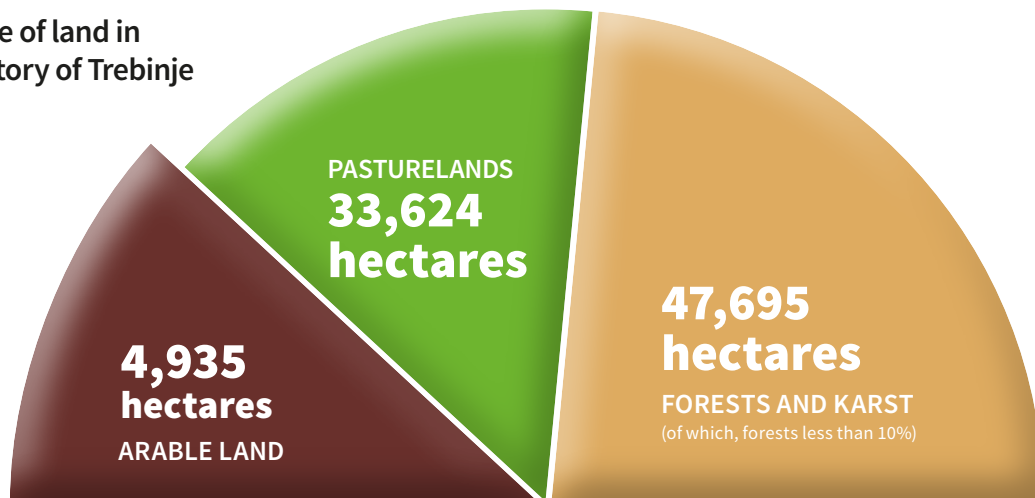 of land in
of Trebinje
PASTURELANDS
33,624
hectares
47,695
hectares
FORESTS AND KARST
(of which, forests less than 10%)
4,935
hectares
ARABLE LAND